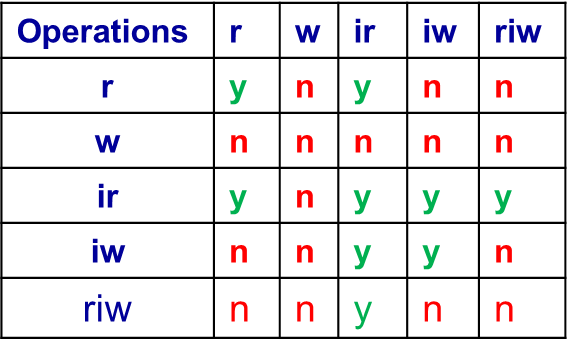 Operations r w ir iw riw
r y n y n n
w n n n n n
ir y n y y y
iw n n y y n
riw n n y n n